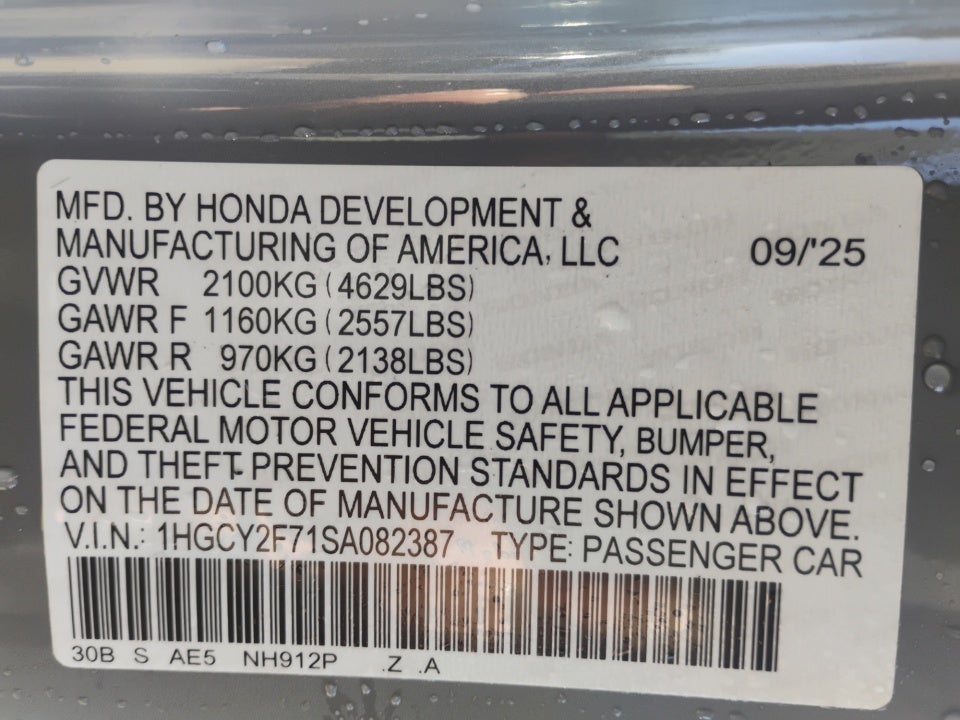 MFD. BY HONDA DEVELOPMENT &
MANUFACTURING OF AMERICA, LLC 09/'25
GVWR 2100KG (4629LBS)
GAWR F 1160KG (2557LBS)
GAWR R 970KG (2138LBS)
THIS VEHICLE CONFORMS TO ALL APPLICABLE
FEDERAL MOTOR VEHICLE SAFETY, BUMPER,
AND THEFT PREVENTION STANDARDS IN EFFECT
ON THE DATE OF MANUFACTURE SHOWN ABOVE.
V.I.N.: 1HGCY2F71SA082387 TYPE: PASSENGER CAR
30B S AE5 NH912P .Z .A